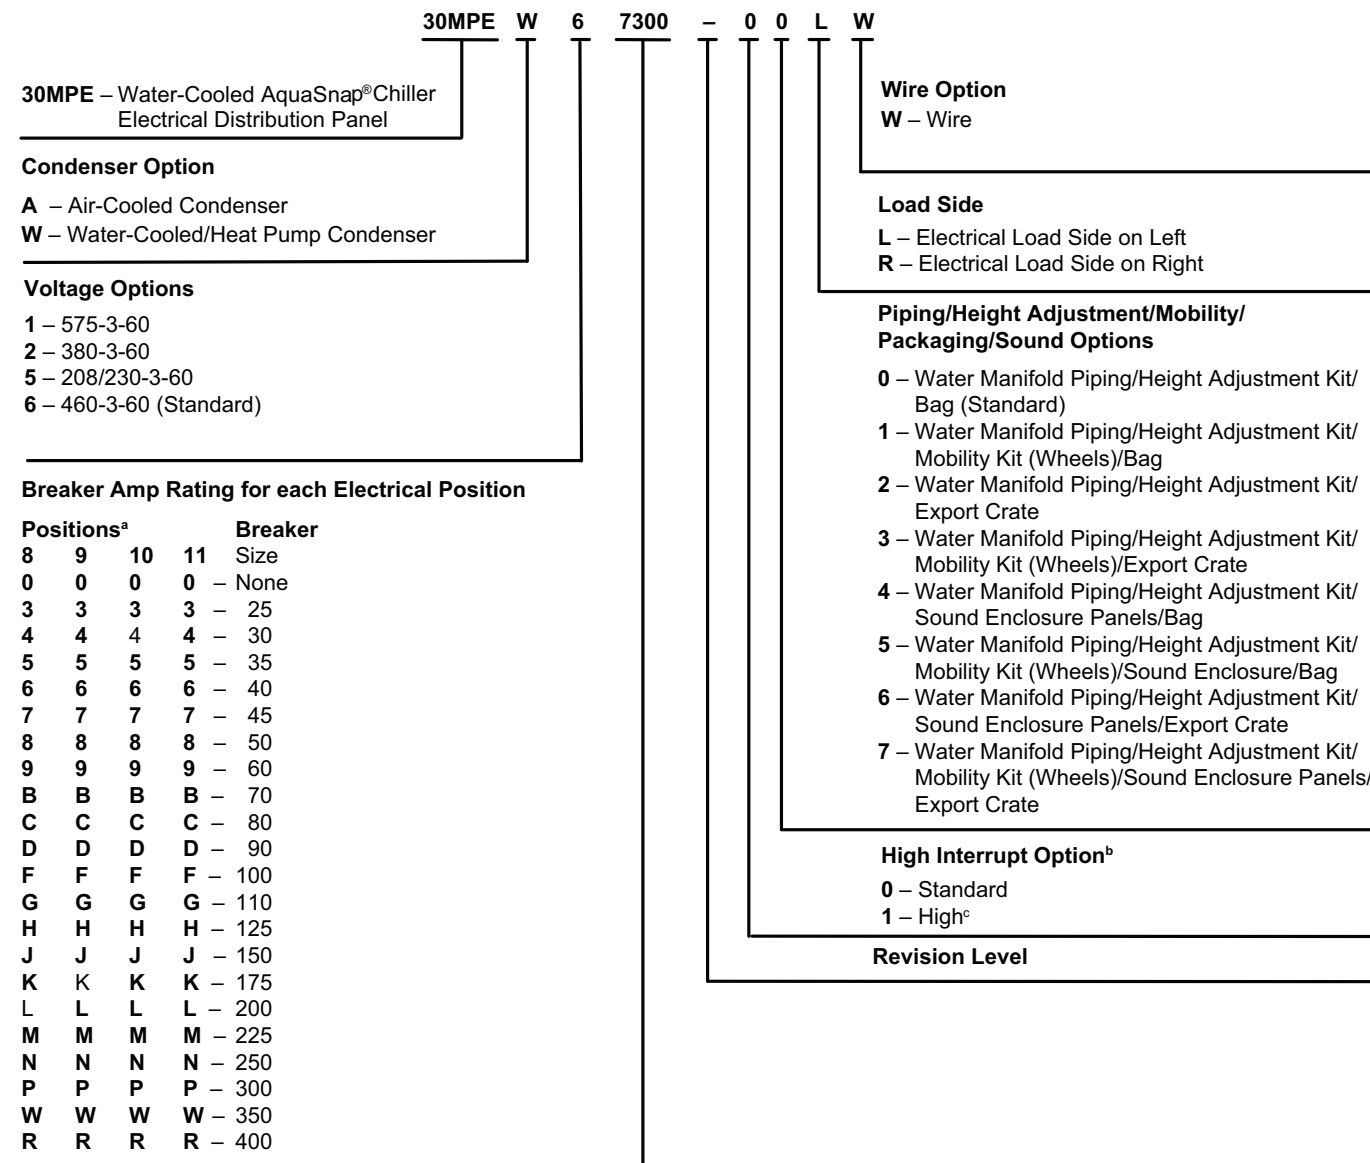 30MPE W 6 7300 – 0 0 L W
30MPE – Water-Cooled AquaSnap® Chiller
Electrical Distribution Panel
Condenser Option
A – Air-Cooled Condenser
W – Water-Cooled/Heat Pump Condenser
Voltage Options
1 – 575-3-60
2 – 380-3-60
5 – 208/230-3-60
6 – 460-3-60 (Standard)
Breaker Amp Rating for each Electrical Position
Positionsᵃ Breaker
8 9 10 11 Size
0 0 0 0 – None
3 3 3 3 – 25
4 4 4 4 – 30
5 5 5 5 – 35
6 6 6 6 – 40
7 7 7 7 – 45
8 8 8 8 – 50
9 9 9 9 – 60
B B B B – 70
C C C C – 80
D D D D – 90
F F F F – 100
G G G G – 110
H H H H – 125
J J J J – 150
K K K K – 175
L L L L – 200
M M M M – 225
N N N N – 250
P P P P – 300
W W W W – 350
R R R R – 400
Wire Option
W – Wire
Load Side
L – Electrical Load Side on Left
R – Electrical Load Side on Right
Piping/Height Adjustment/Mobility/
Packaging/Sound Options
0 – Water Manifold Piping/Height Adjustment Kit/
Bag (Standard)
1 – Water Manifold Piping/Height Adjustment Kit/
Mobility Kit (Wheels)/Bag
2 – Water Manifold Piping/Height Adjustment Kit/
Export Crate
3 – Water Manifold Piping/Height Adjustment Kit/
Mobility Kit (Wheels)/Export Crate
4 – Water Manifold Piping/Height Adjustment Kit/
Sound Enclosure Panels/Bag
5 – Water Manifold Piping/Height Adjustment Kit/
Mobility Kit (Wheels)/Sound Enclosure/Bag
6 – Water Manifold Piping/Height Adjustment Kit/
Sound Enclosure Panels/Export Crate
7 – Water Manifold Piping/Height Adjustment Kit/
Mobility Kit (Wheels)/Sound Enclosure Panels/
Export Crate
High Interrupt Optionᵇ
0 – Standard
1 – Highᶜ
Revision Level